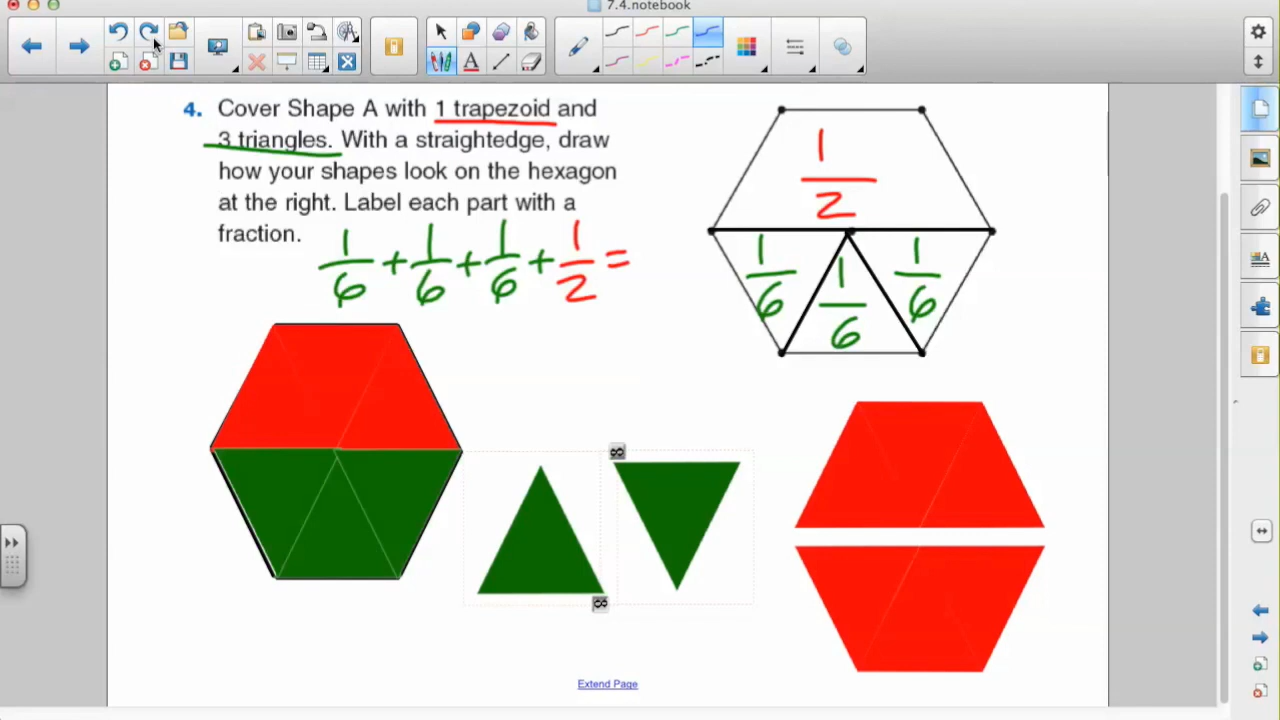 7.4.notebook
4. Cover Shape A with 1 trapezoid and
3 triangles. With a straightedge, draw
how your shapes look on the hexagon
at the right. Label each part with a
fraction.
1/6 + 1/6 + 1/6 + 1/2 =
1/2
1/6 1/6 1/6
Extend Page